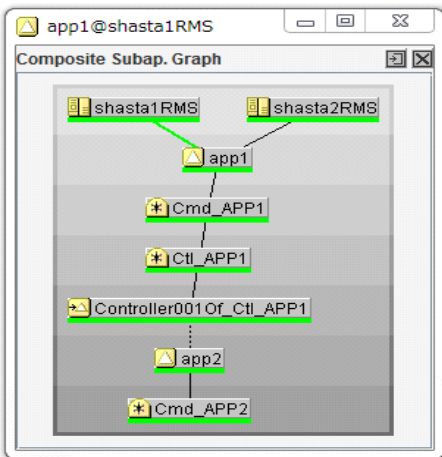 app1@shasta1RMS
Composite Subap. Graph
shasta1RMS shasta2RMS
app1
Cmd_APP1
Ctl_APP1
Controller001Of_Ctl_APP1
app2
Cmd_APP2